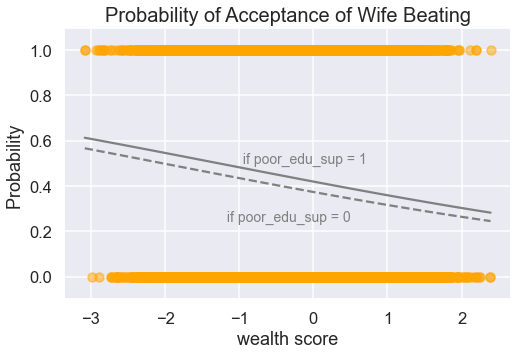 Probability of Acceptance of Wife Beating
1.0
0.8
0.6
0.4
0.2
0.0
Probability
if poor_edu_sup = 1
if poor_edu_sup = 0
−3
−2
−1
0
1
2
wealth score